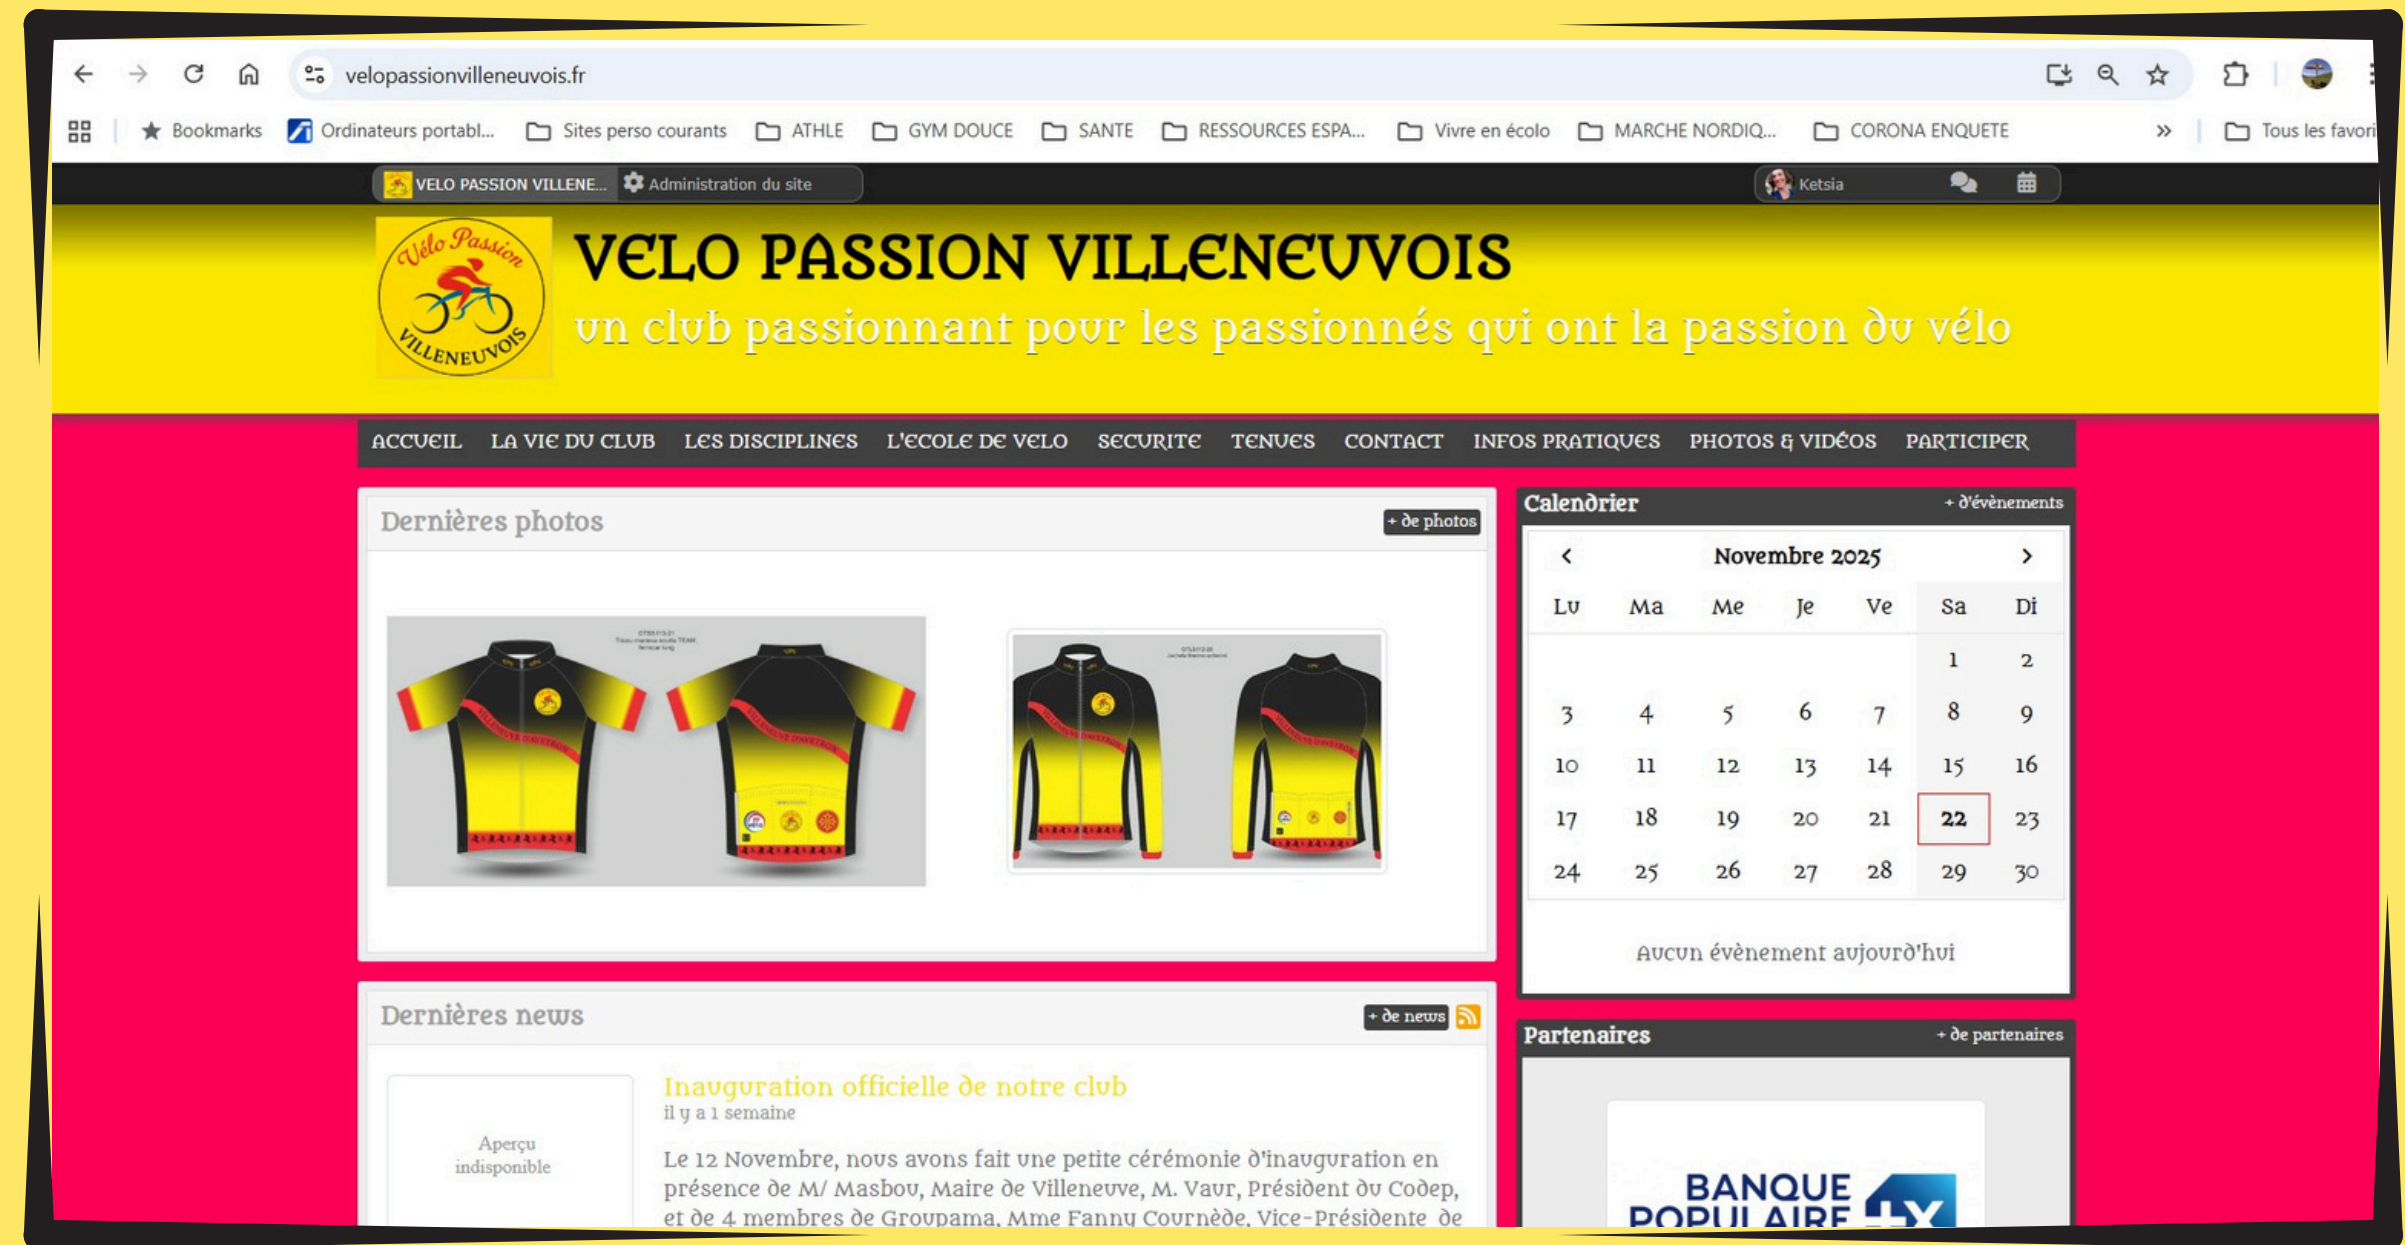 velopassionvilleneuvois.fr
Bookmarks Ordinateurs portabl... Sites perso courants ATHLE GYM DOUCE SANTE RESSOURCES ESPA... Vivre en écolo MARCHE NORDIQ... CORONA ENQUETE » Tous les favori
VELO PASSION VILLENE... Administration du site Ketsia
Vélo Passion
VILLENEUVOIS
VELO PASSION VILLENEUVOIS
un club passionnant pour les passionnés qui ont la passion du vélo
ACCUEIL LA VIE DU CLUB LES DISCIPLINES L'ECOLE DE VELO SECURITE TENUES CONTACT INFOS PRATIQUES PHOTOS & VIDÉOS PARTICIPER
Dernières photos + de photos
VILLENEUVE D'AVEYRON
Dernières news + de news
Aperçu
indisponible
Inauguration officielle de notre club
il y a 1 semaine
Le 12 Novembre, nous avons fait une petite cérémonie d'inauguration en
présence de M/ Masbou, Maire de Villeneuve, M. Vaur, Président du Codep,
et de 4 membres de Groupama, Mme Fanny Cournède, Vice-Présidente de
Calendrier + d'évènements
< Novembre 2025 >
Lu Ma Me Je Ve Sa Di
1 2
3 4 5 6 7 8 9
10 11 12 13 14 15 16
17 18 19 20 21 22 23
24 25 26 27 28 29 30
Aucun évènement aujourd'hui
Partenaires + de partenaires
BANQUE
POPULAIRE